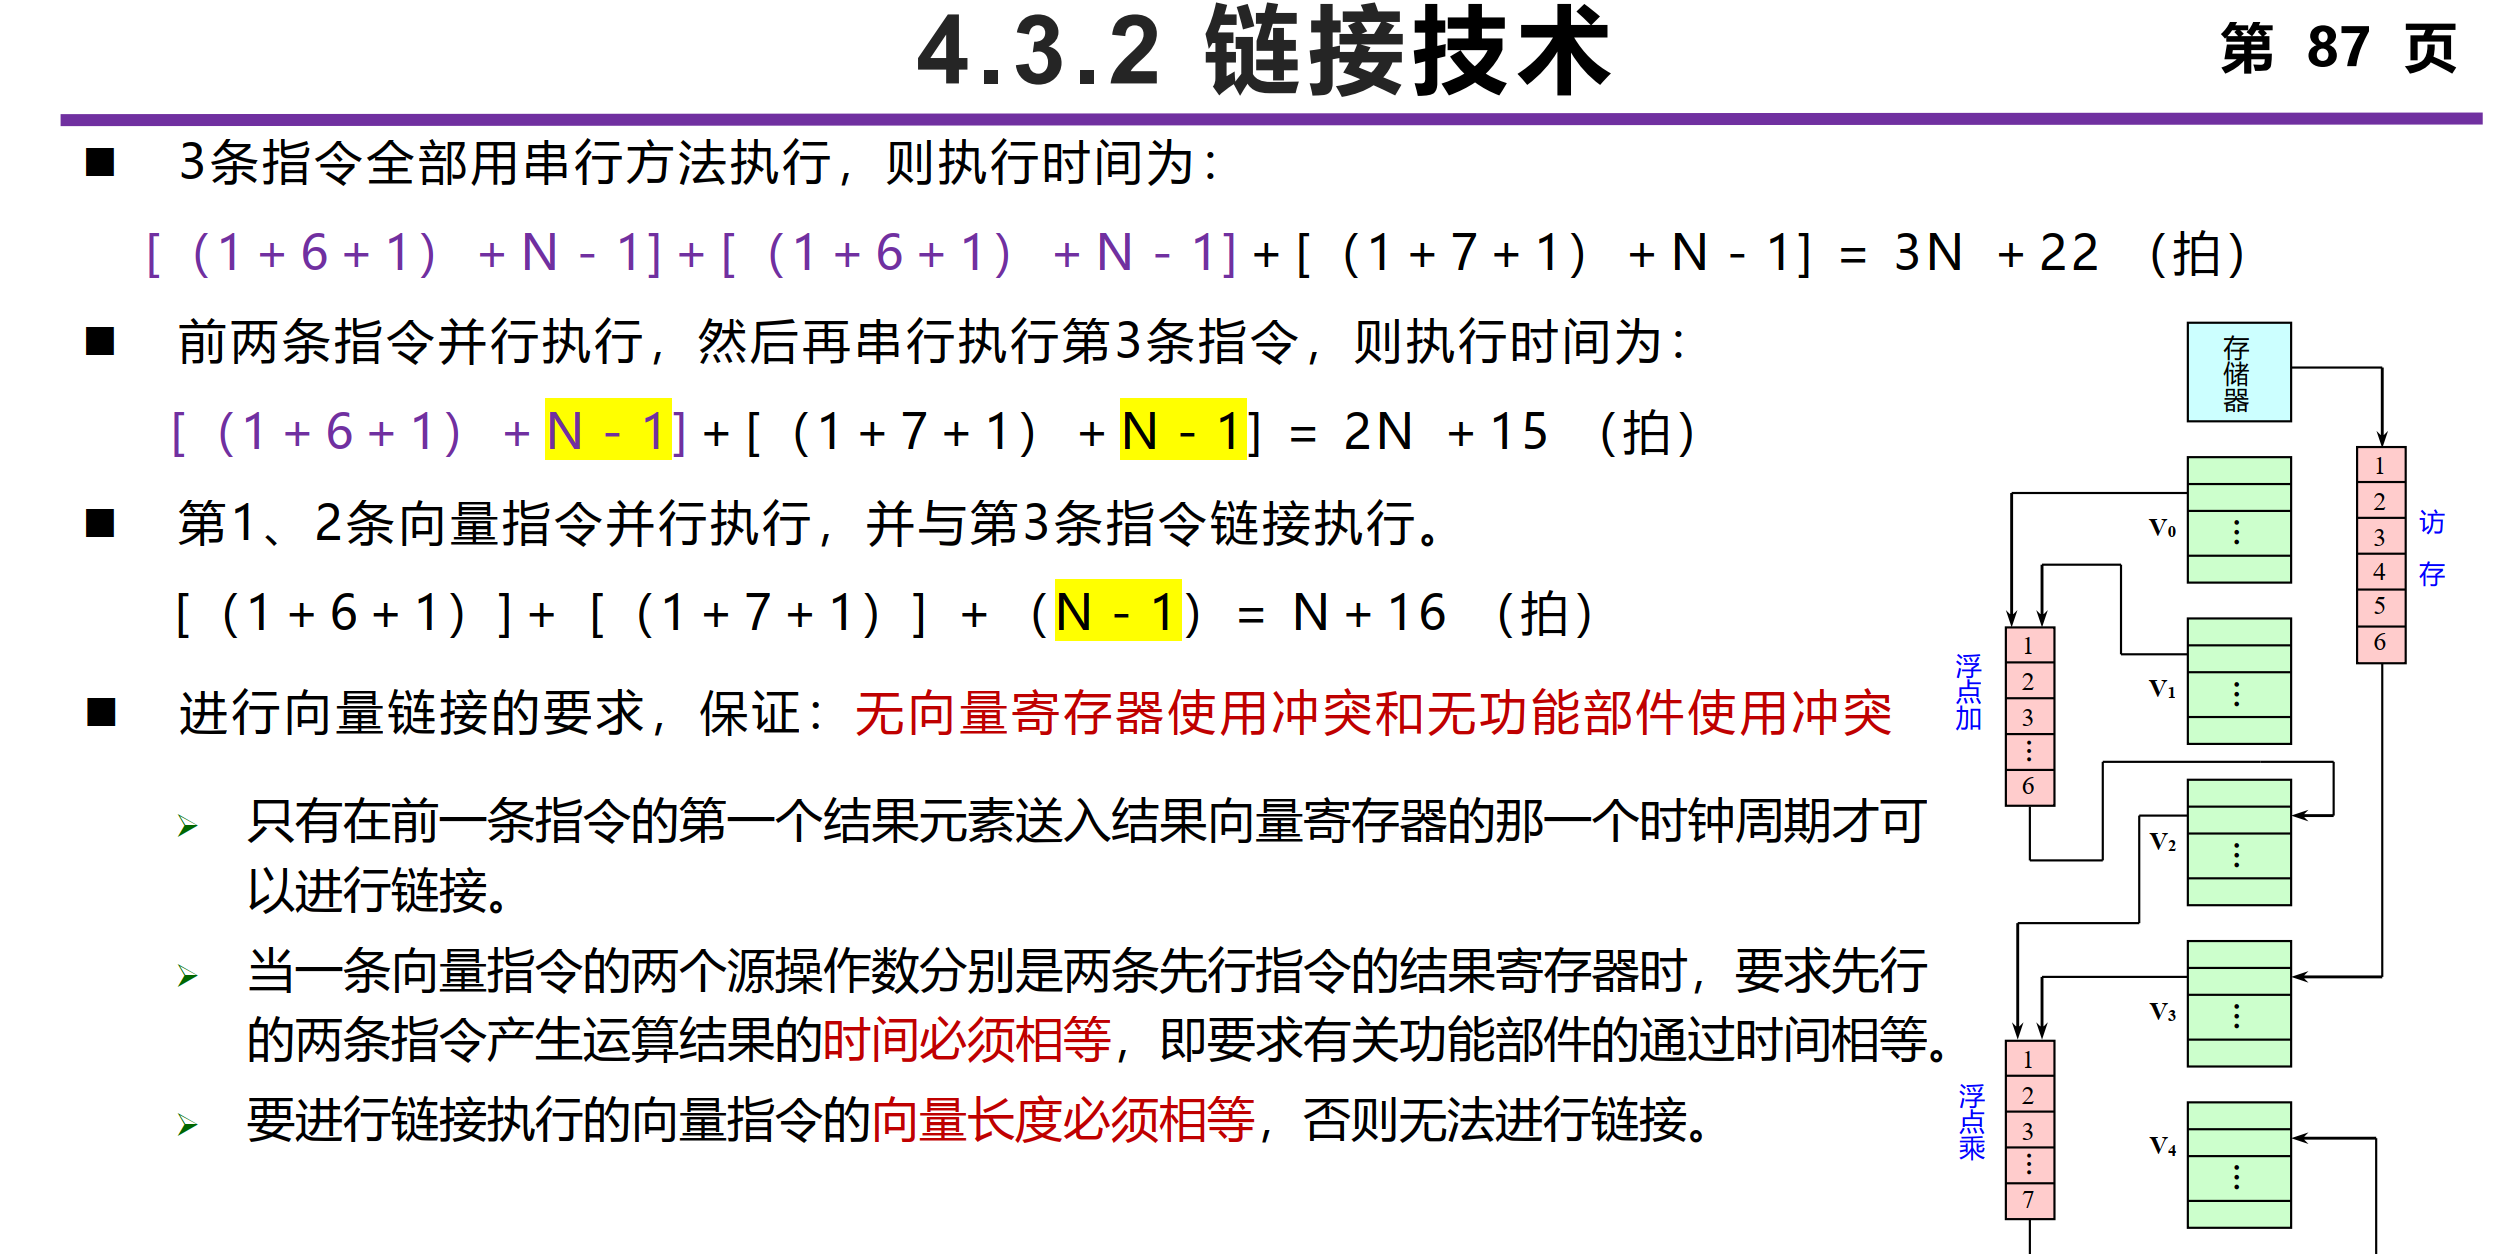 4.3.2 链接技术
第 87 页
■ 3条指令全部用串行方法执行，则执行时间为：
[（1＋6＋1）＋N－1]＋[（1＋6＋1）＋N－1]＋[（1＋7＋1）＋N－1] ＝ 3N ＋22 （拍）
■ 前两条指令并行执行，然后再串行执行第3条指令，则执行时间为：
[（1＋6＋1）＋N－1]＋[（1＋7＋1）＋N－1] ＝ 2N ＋15 （拍）
■ 第1、2条向量指令并行执行，并与第3条指令链接执行。
[（1＋6＋1）]＋ [（1＋7＋1）] ＋（N－1）＝ N＋16 （拍）
■ 进行向量链接的要求，保证：无向量寄存器使用冲突和无功能部件使用冲突
➢ 只有在前一条指令的第一个结果元素送入结果向量寄存器的那一个时钟周期才可
以进行链接。
➢ 当一条向量指令的两个源操作数分别是两条先行指令的结果寄存器时，要求先行
的两条指令产生运算结果的时间必须相等，即要求有关功能部件的通过时间相等。
➢ 要进行链接执行的向量指令的向量长度必须相等，否则无法进行链接。
存储器
1
2
3
4
5
6
访存
V0
⋮
浮点加
1
2
3
⋮
6
V1
⋮
V2
⋮
V3
⋮
浮点乘
1
2
3
⋮
7
V4
⋮